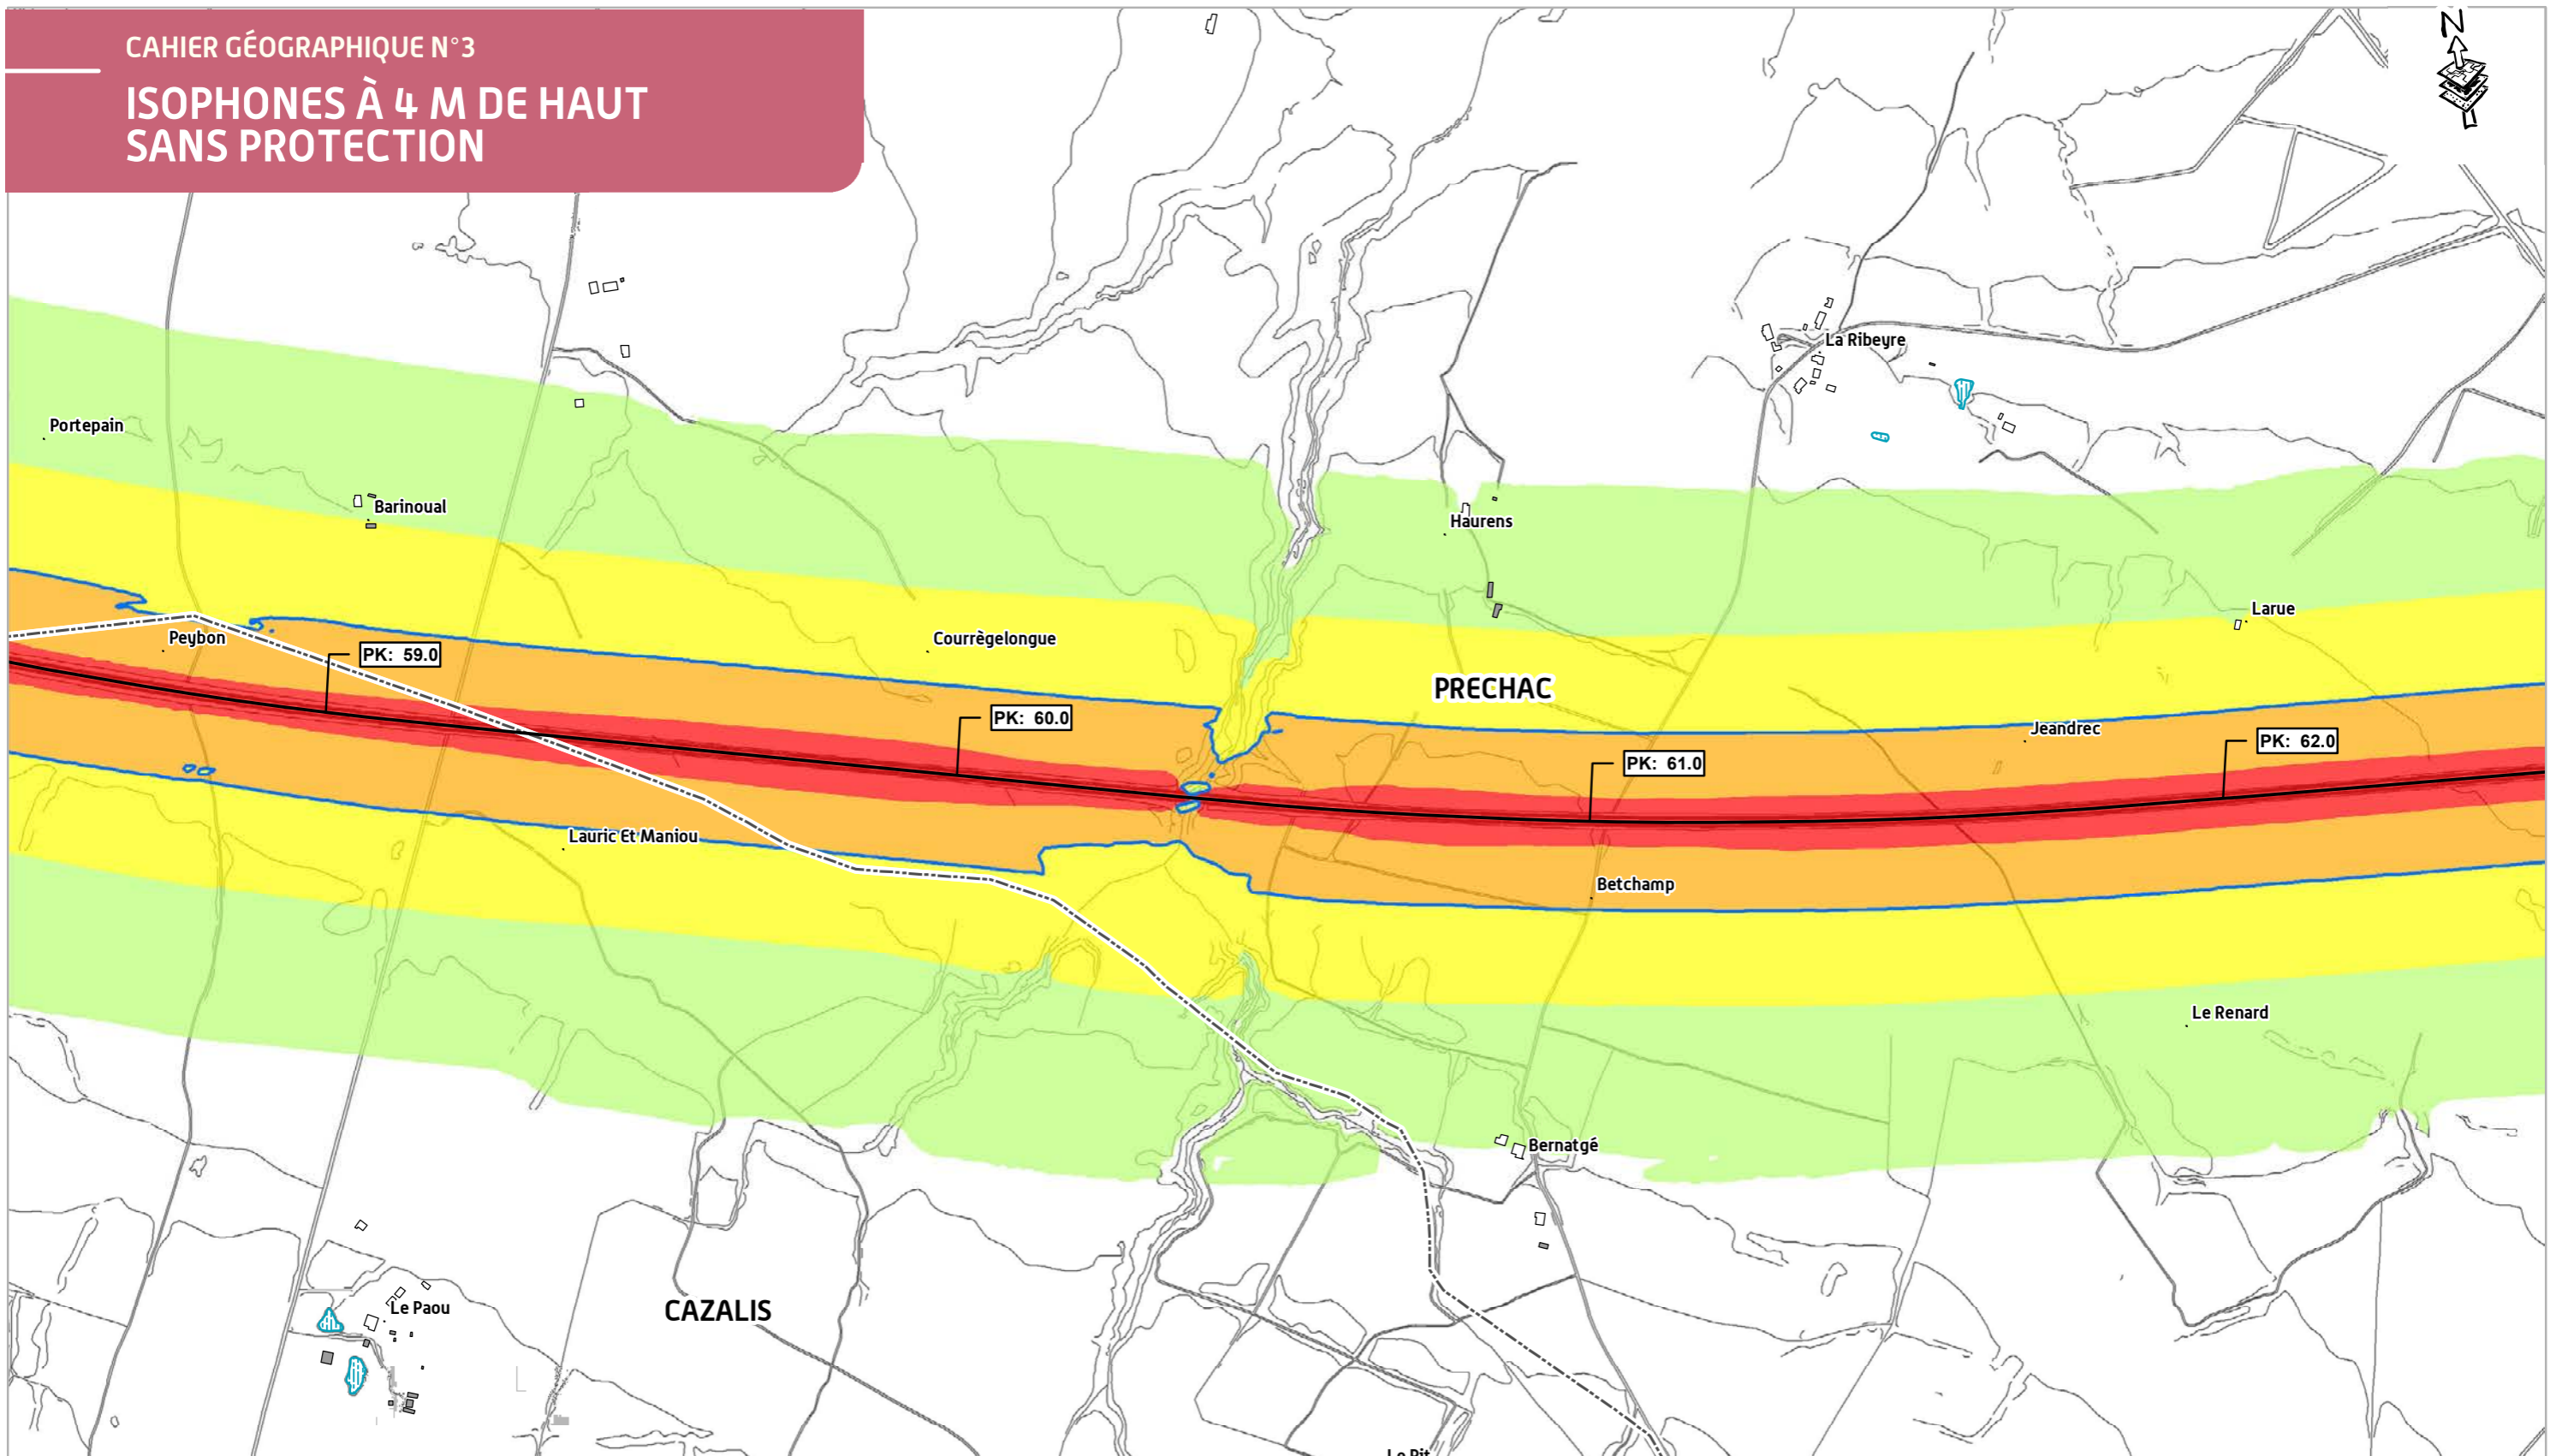 CAHIER GÉOGRAPHIQUE N°3
ISOPHONES À 4 M DE HAUT
SANS PROTECTION
N
La Ribeyre
Portepain
Barinoual
Haurens
Larue
Peybon
Courrègelongue
PK: 59.0
PRECHAC
PK: 60.0
Jeandrec
PK: 62.0
PK: 61.0
Lauric Et Maniou
Betchamp
Le Renard
Bernatgé
Le Paou
CAZALIS
Le Pit